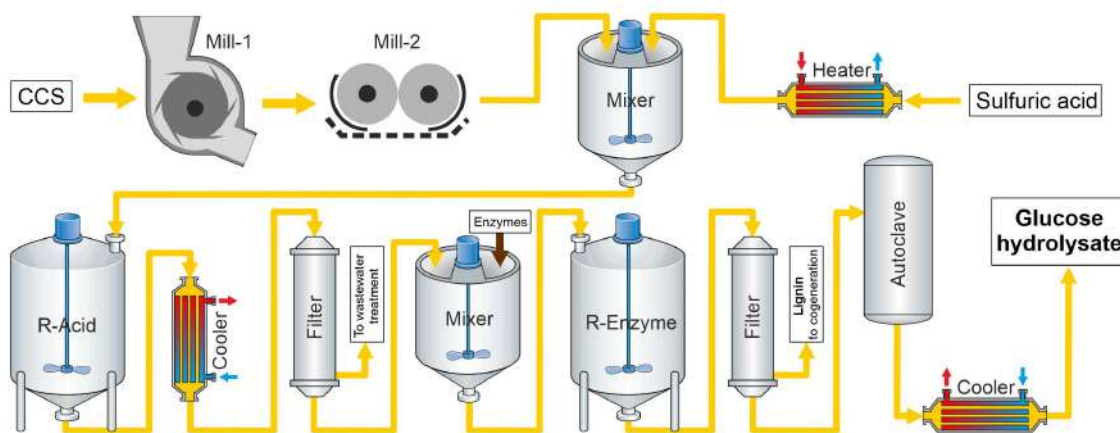 CCS
Mill-1
Mill-2
Mixer
Heater
Sulfuric acid
R-Acid
Cooler
Filter
To wastewater
treatment
Enzymes
Mixer
R-Enzyme
Filter
Lignin
to cogeneration
Autoclave
Cooler
Glucose
hydrolysate